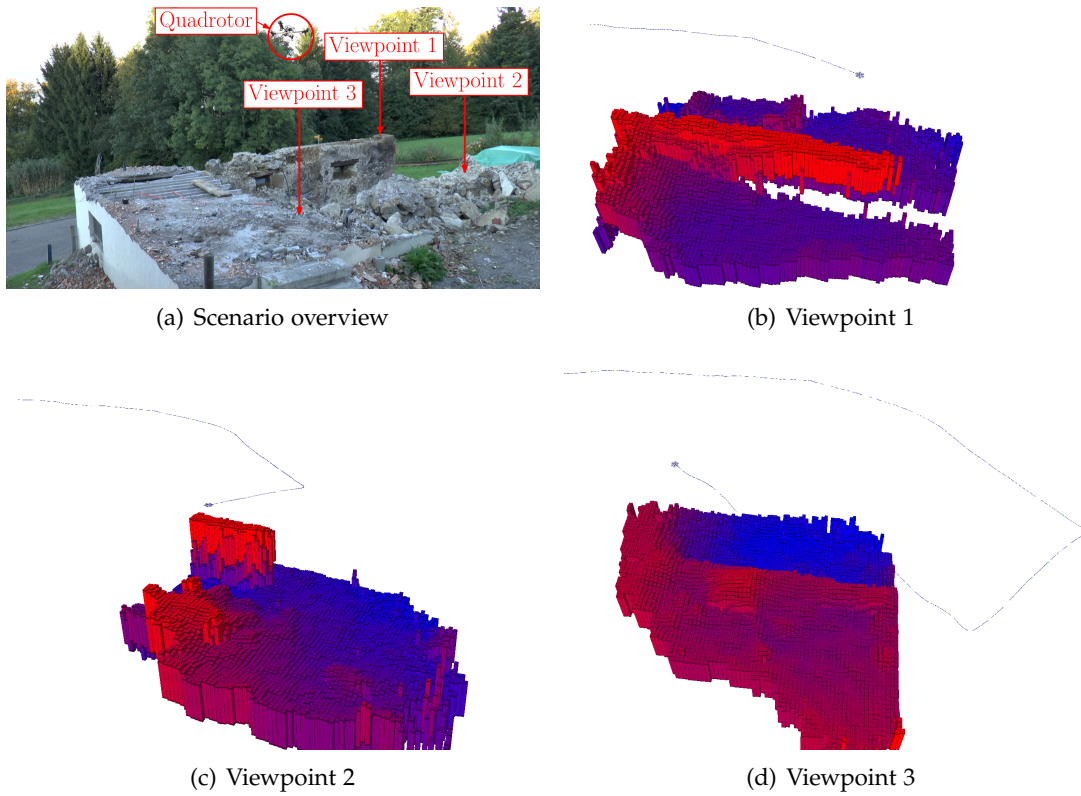 Quadrotor
Viewpoint 1
Viewpoint 2
Viewpoint 3
(a) Scenario overview
(b) Viewpoint 1
(c) Viewpoint 2
(d) Viewpoint 3